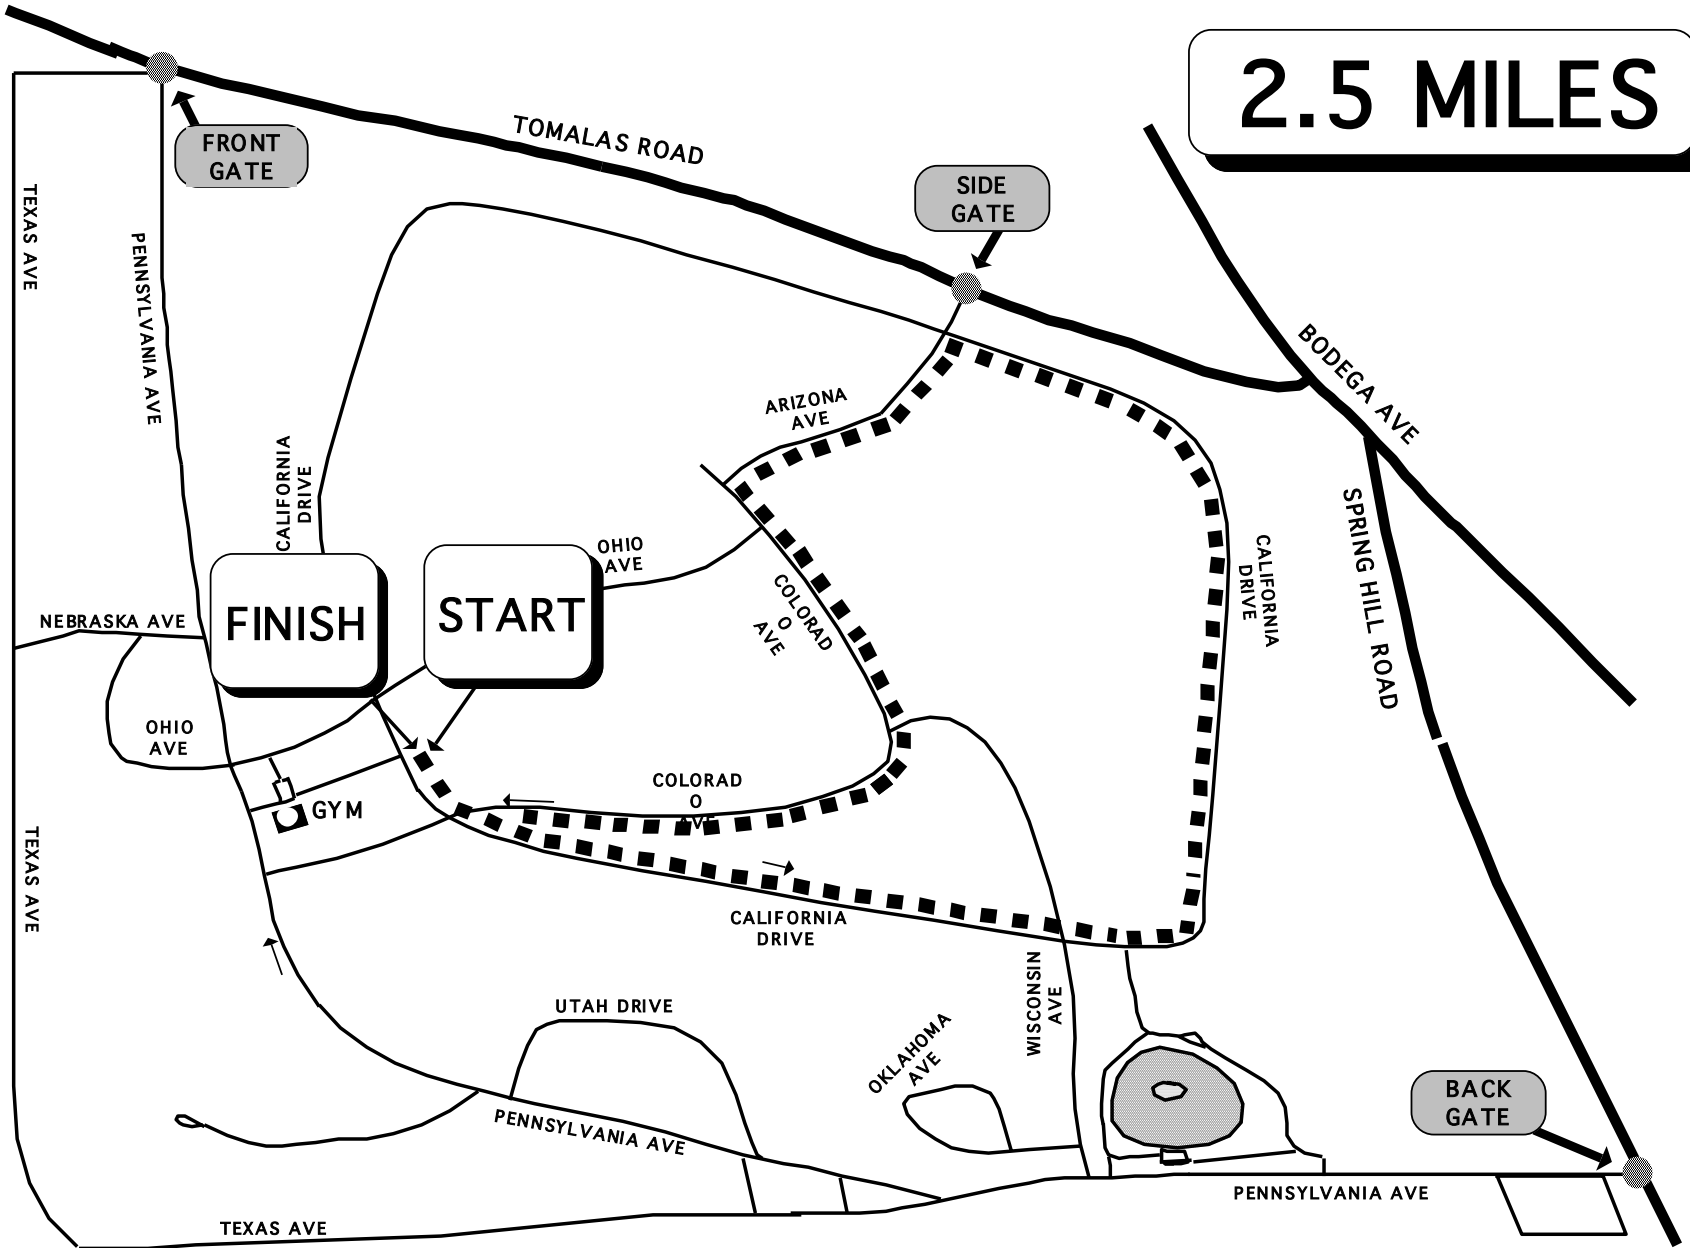 2.5 MILES
FRONT
GATE
TOMALAS ROAD
SIDE
GATE
TEXAS AVE
PENNSYLVANIA AVE
BODEGA AVE
ARIZONA
AVE
CALIFORNIA
DRIVE
OHIO
AVE
SPRING HILL ROAD
CALIFORNIA
DRIVE
COLORAD
O
AVE
NEBRASKA AVE
FINISH
START
OHIO
AVE
COLORAD
O
AVE
GYM
TEXAS AVE
CALIFORNIA
DRIVE
WISCONSIN
AVE
UTAH DRIVE
OKLAHOMA
AVE
BACK
GATE
PENNSYLVANIA AVE
PENNSYLVANIA AVE
TEXAS AVE